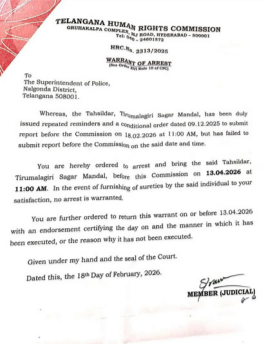 TELANGANA HUMAN RIGHTS COMMISSION
GRUHAKALPA COMPLEX, M.J ROAD, HYDERABAD – 500001
Tel: 040 - 24601572
HRC.No. 3313/2025
WARRANT OF ARREST
To
The Superintendent of Police,
Nalgonda District,
Telangana 508001.
Whereas, the Tahsildar, Tirumalagiri Sagar Mandal, has been duly
issued repeated reminders and a conditional order dated 09.12.2025 to submit
report before the Commission on 18.02.2026 at 11:00 AM, but has failed to
submit report before the Commission on the said date and time.
You are hereby ordered to arrest and bring the said Tahsildar,
Tirumalagiri Sagar Mandal, before this Commission on 13.04.2026 at
11:00 AM. In the event of furnishing of sureties by the said individual to your
satisfaction, no arrest is warranted.
You are further ordered to return this warrant on or before 13.04.2026
with an endorsement certifying the day on and the manner in which it has
been executed, or the reason why it has not been executed.
Given under my hand and the seal of the Court.
Dated this, the 18th Day of February, 2026.
MEMBER (JUDICIAL)